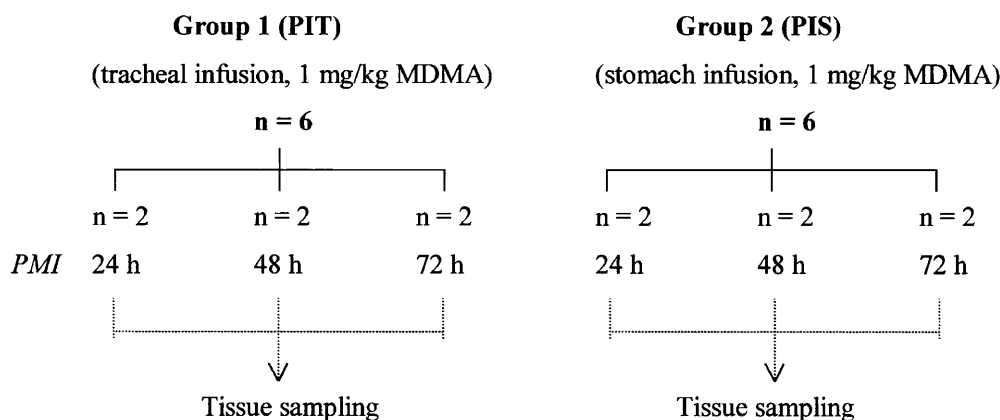 Group 1 (PIT)
(tracheal infusion, 1 mg/kg MDMA)
n = 6
n = 2 n = 2 n = 2
PMI 24 h 48 h 72 h
Tissue sampling
Group 2 (PIS)
(stomach infusion, 1 mg/kg MDMA)
n = 6
n = 2 n = 2 n = 2
24 h 48 h 72 h
Tissue sampling